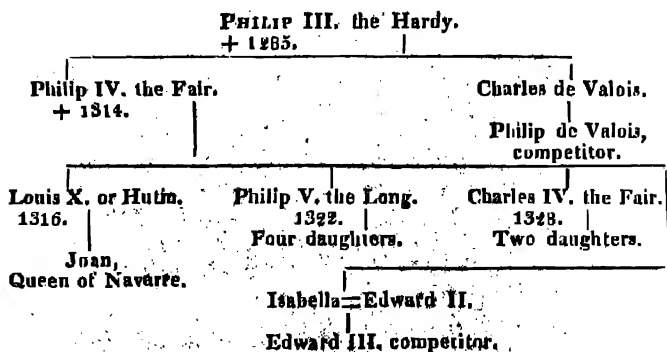 PHILIP III. the Hardy.
+ 1285.
Philip IV. the Fair. Charles de Valois.
+ 1314.
Philip de Valois,
competitor.
Louis X. or Hutin. Philip V. the Long. Charles IV. the Fair.
1316. 1322. 1328.
Four daughters. Two daughters.
Joan,
Queen of Navarre.
Isabella=Edward II.
Edward III. competitor.